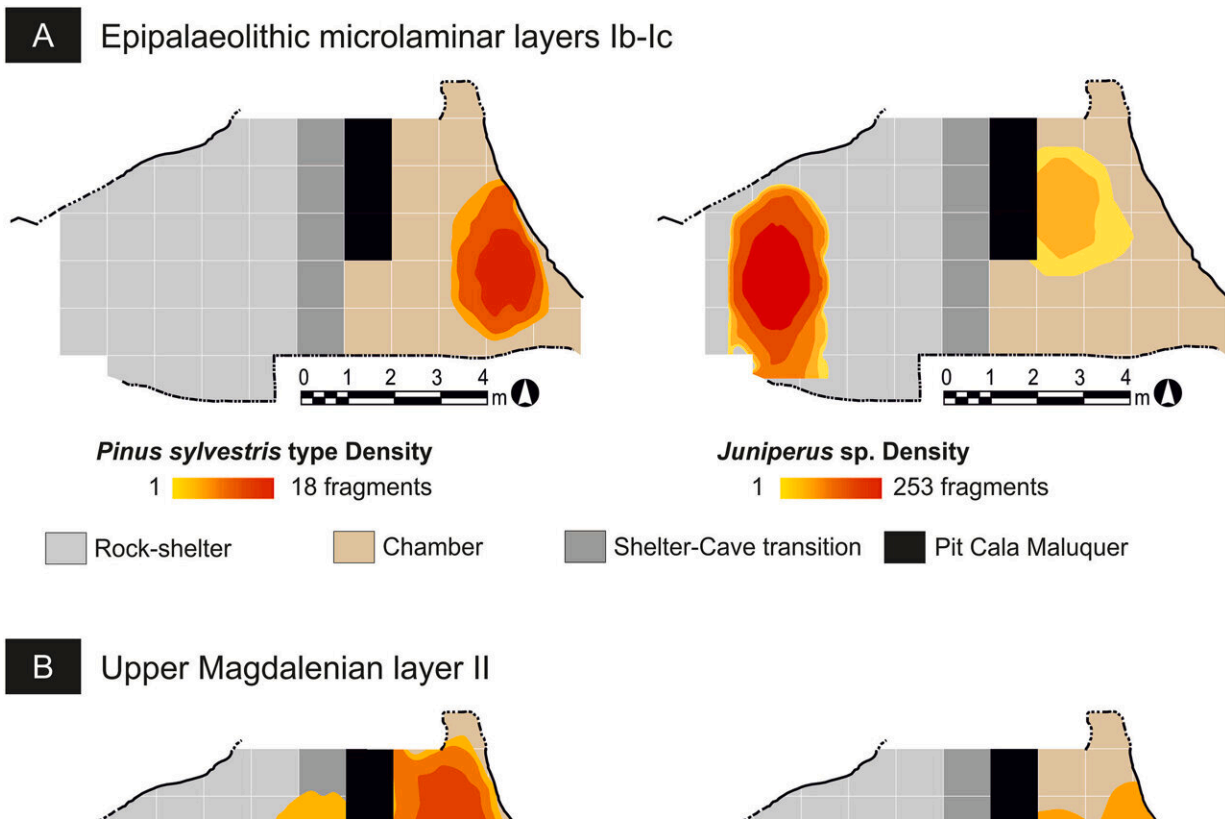 A Epipalaeolithic microlaminar layers Ib-Ic
0 1 2 3 4 m
0 1 2 3 4 m
Pinus sylvestris type Density
1 18 fragments
Juniperus sp. Density
1 253 fragments
Rock-shelter Chamber Shelter-Cave transition Pit Cala Maluquer
B Upper Magdalenian layer II